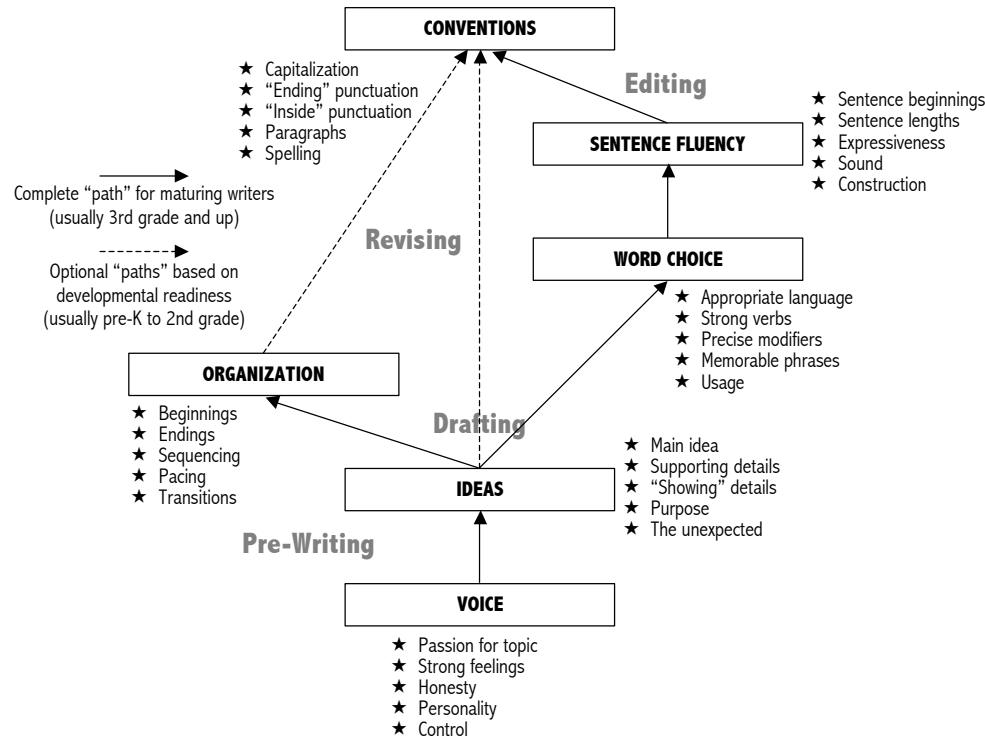 CONVENTIONS
★ Capitalization
★ “Ending” punctuation
★ “Inside” punctuation
★ Paragraphs
★ Spelling
Editing
SENTENCE FLUENCY
★ Sentence beginnings
★ Sentence lengths
★ Expressiveness
★ Sound
★ Construction
Complete “path” for maturing writers
(usually 3rd grade and up)
Optional “paths” based on
developmental readiness
(usually pre-K to 2nd grade)
Revising
WORD CHOICE
★ Appropriate language
★ Strong verbs
★ Precise modifiers
★ Memorable phrases
★ Usage
ORGANIZATION
★ Beginnings
★ Endings
★ Sequencing
★ Pacing
★ Transitions
Drafting
IDEAS
★ Main idea
★ Supporting details
★ “Showing” details
★ Purpose
★ The unexpected
Pre-Writing
VOICE
★ Passion for topic
★ Strong feelings
★ Honesty
★ Personality
★ Control